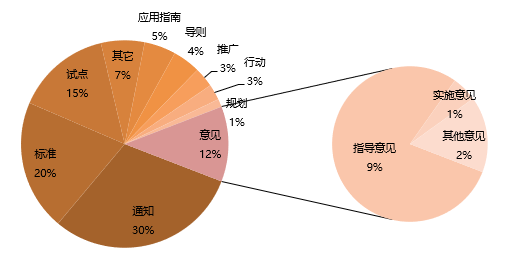 应用指南
5%
导则
4%
推广
3%
行动
3%
规划
1%
其它
7%
试点
15%
标准
20%
通知
30%
意见
12%
实施意见
1%
其他意见
2%
指导意见
9%